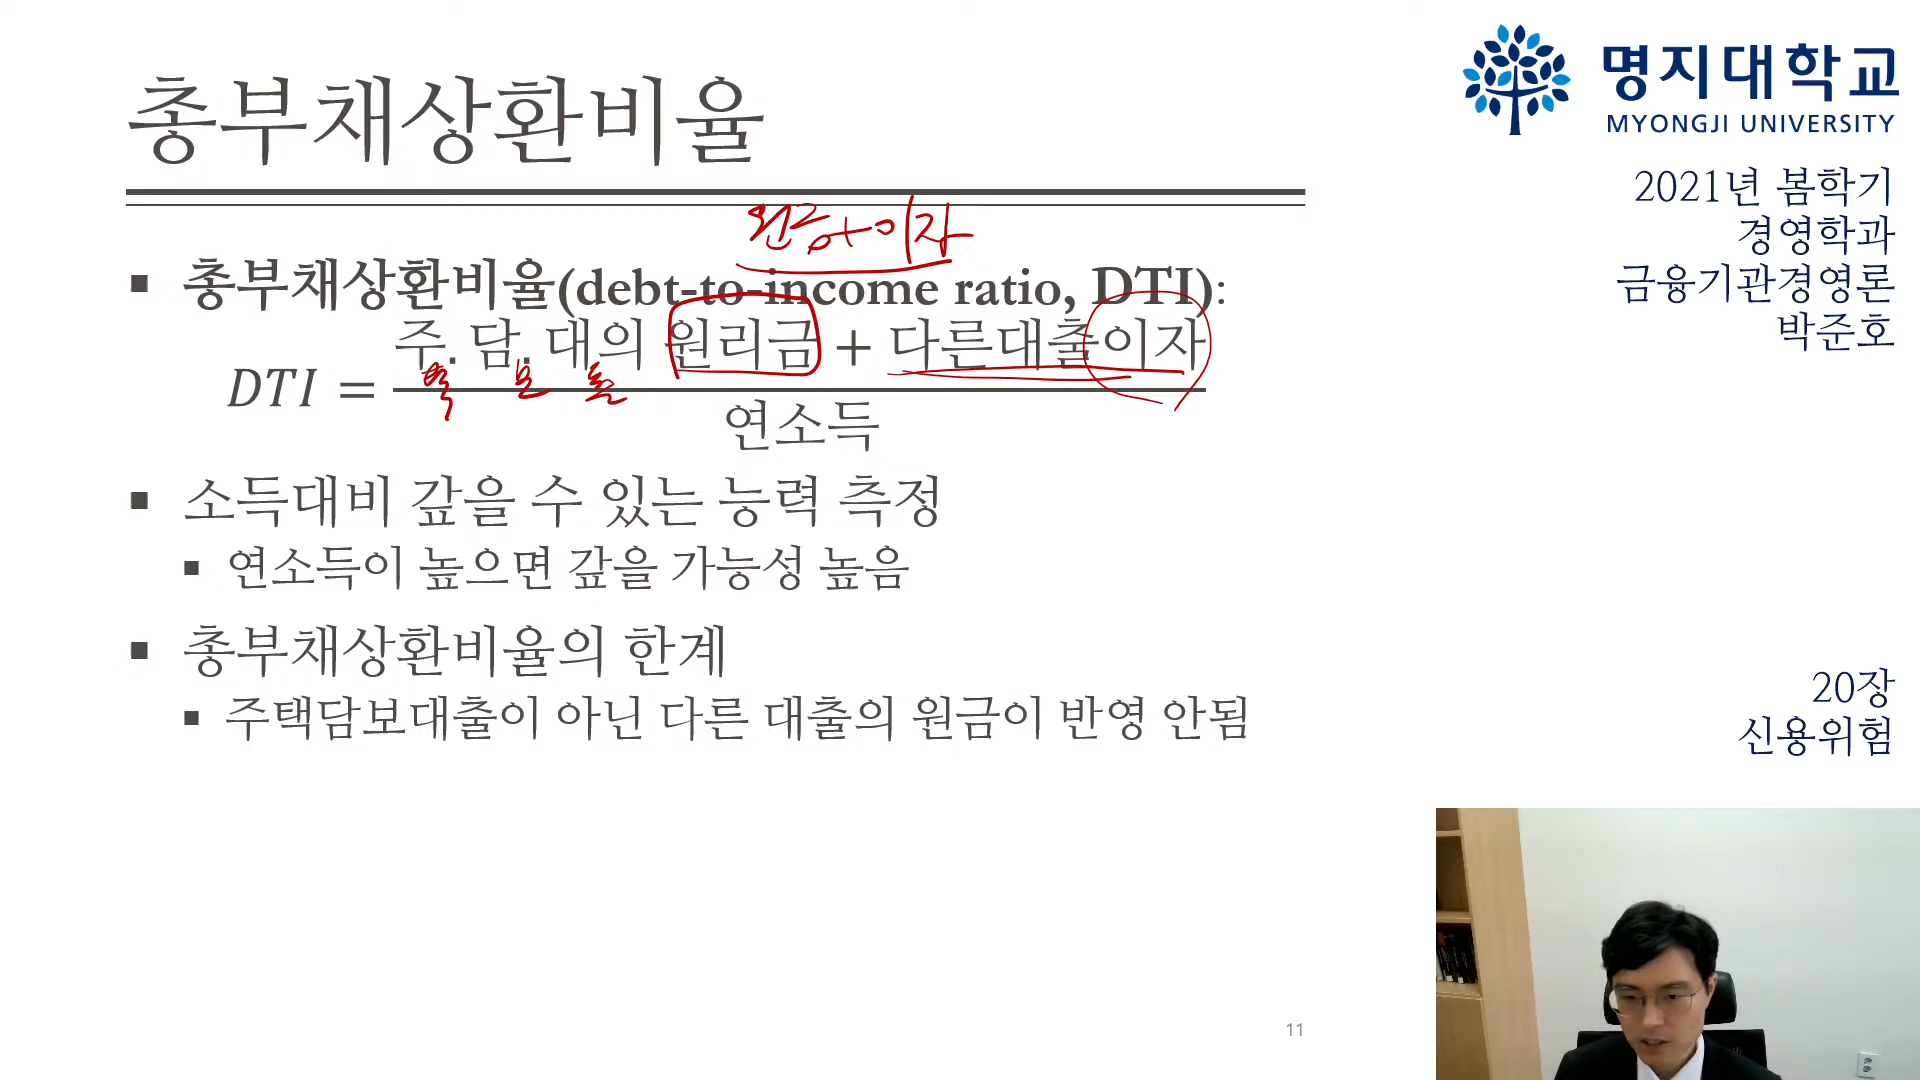 총부채상환비율
원금+이자
▪ 총부채상환비율(debt-to-income ratio, DTI):
주.담.대의 원리금 + 다른대출이자
DTI =
연소득
▪ 소득대비 갚을 수 있는 능력 측정
▪ 연소득이 높으면 갚을 가능성 높음
▪ 총부채상환비율의 한계
▪ 주택담보대출이 아닌 다른 대출의 원금이 반영 안됨
11
명지대학교
MYONGJI UNIVERSITY
2021년 봄학기
경영학과
금융기관경영론
박준호
20장
신용위험